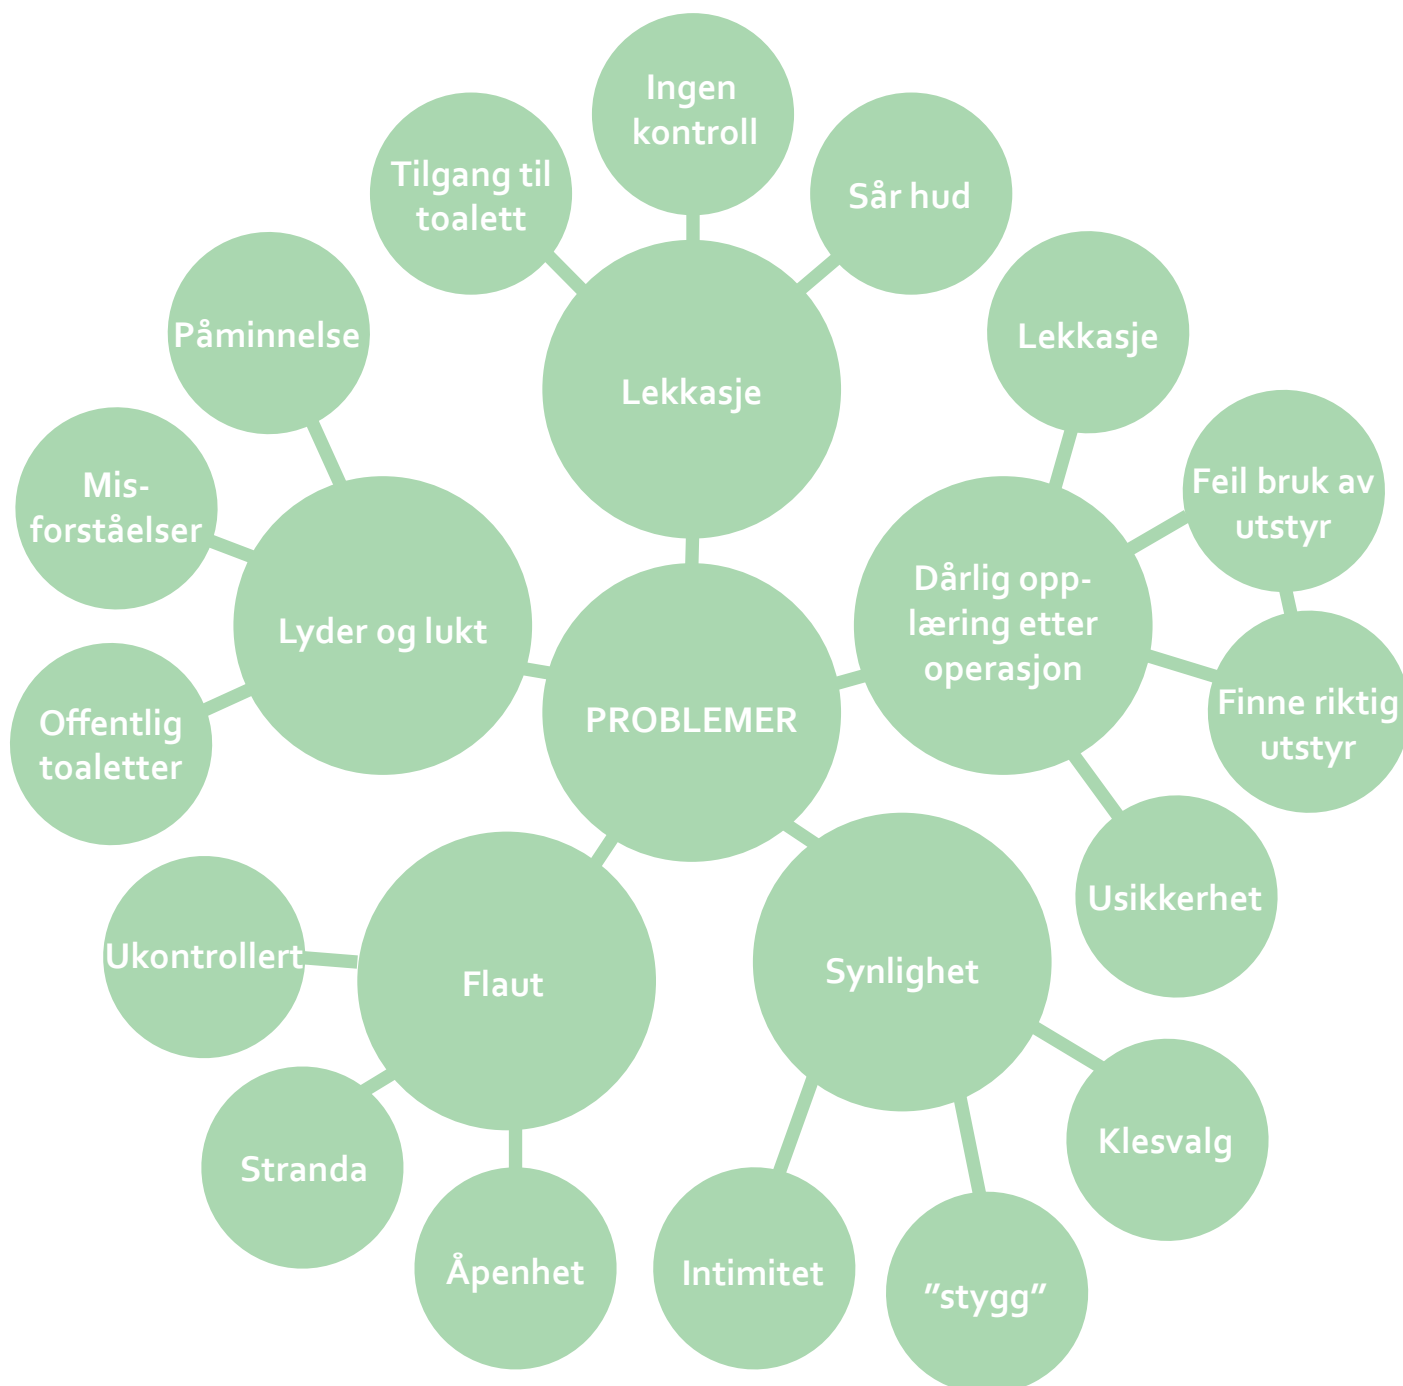 Ingen
kontroll
Tilgang til
toalett
Sår hud
Påminnelse
Lekkasje
Lekkasje
Mis-
forståelser
Feil bruk av
utstyr
Lyder og lukt
Dårlig opp-
læring etter
operasjon
Offentlig
toaletter
PROBLEMER
Finne riktig
utstyr
Ukontrollert
Flaut
Synlighet
Usikkerhet
Stranda
Åpenhet
Intimitet
”stygg”
Klesvalg